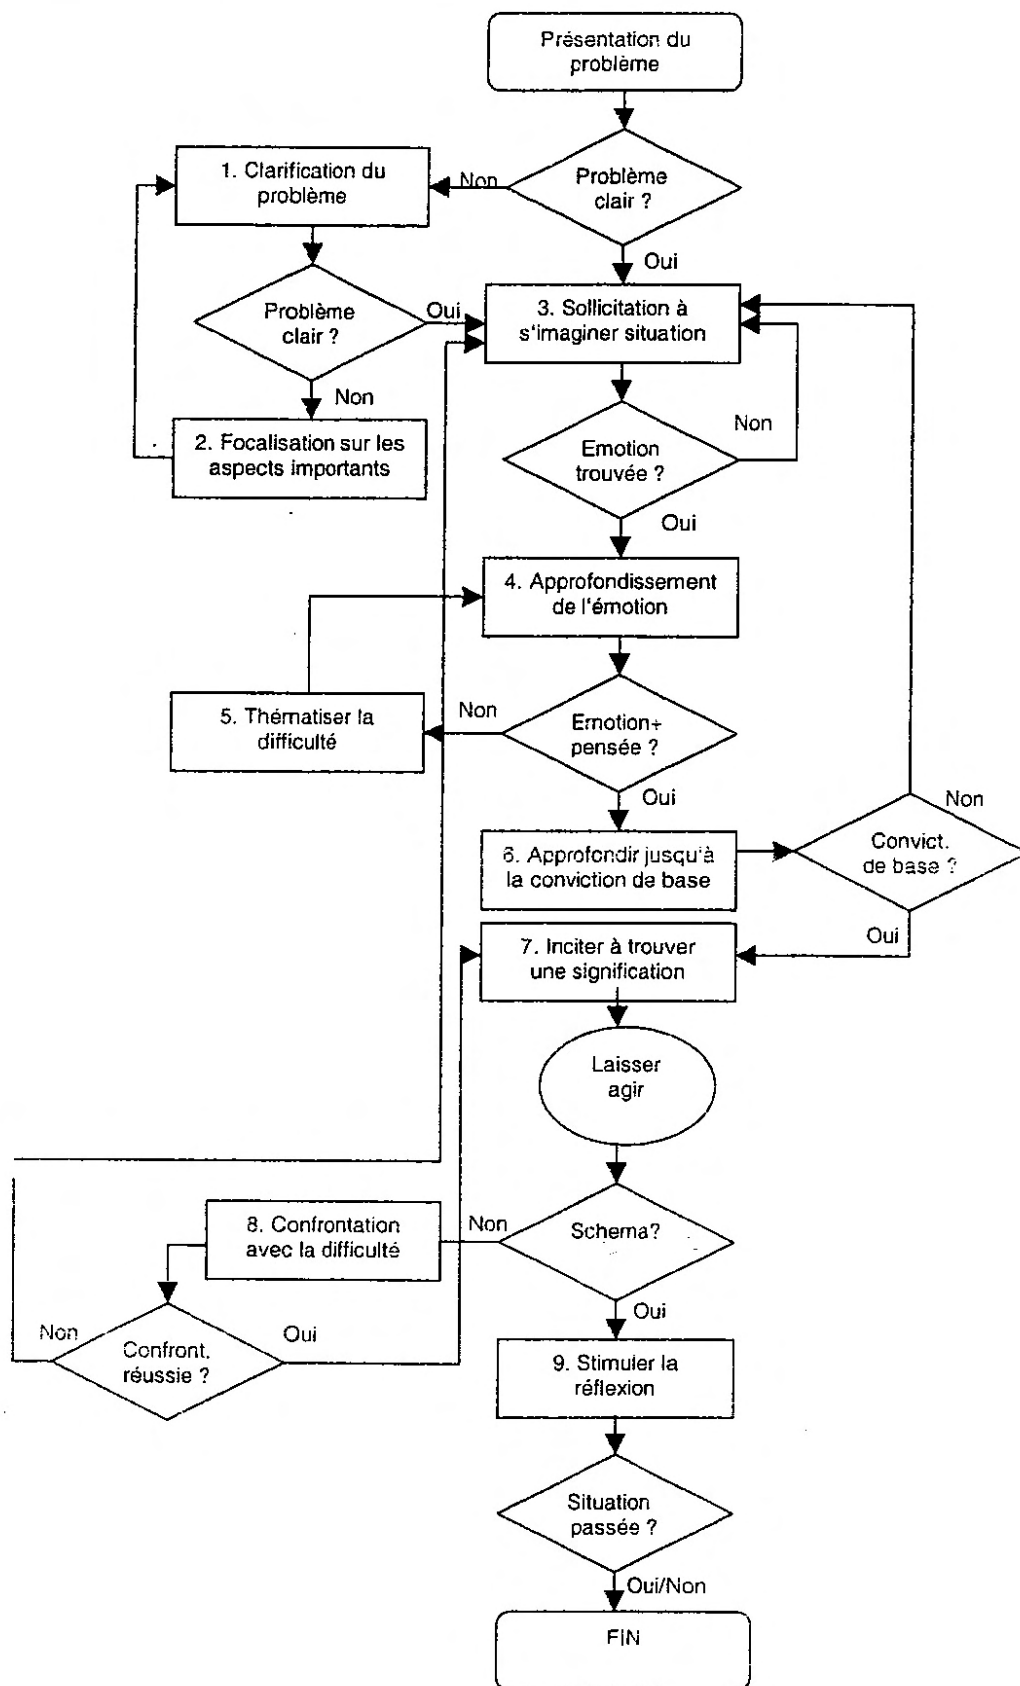 Présentation du
problème
1. Clarification du
problème
Non
Problème
clair ?
Oui
Problème
clair ?
Oui
3. Sollicitation à
s'imaginer situation
Non
2. Focalisation sur les
aspects importants
Emotion
trouvée ?
Non
Oui
4. Approfondissement
de l'émotion
5. Thématiser la
difficulté
Non
Emotion+
pensée ?
Oui
6. Approfondir jusqu'à
la conviction de base
Convict.
de base ?
Non
Oui
7. Inciter à trouver
une signification
Laisser
agir
8. Confrontation
avec la difficulté
Non
Schema?
Oui
Non
Confront.
réussie ?
Oui
9. Stimuler la
réflexion
Situation
passée ?
Oui/Non
FIN